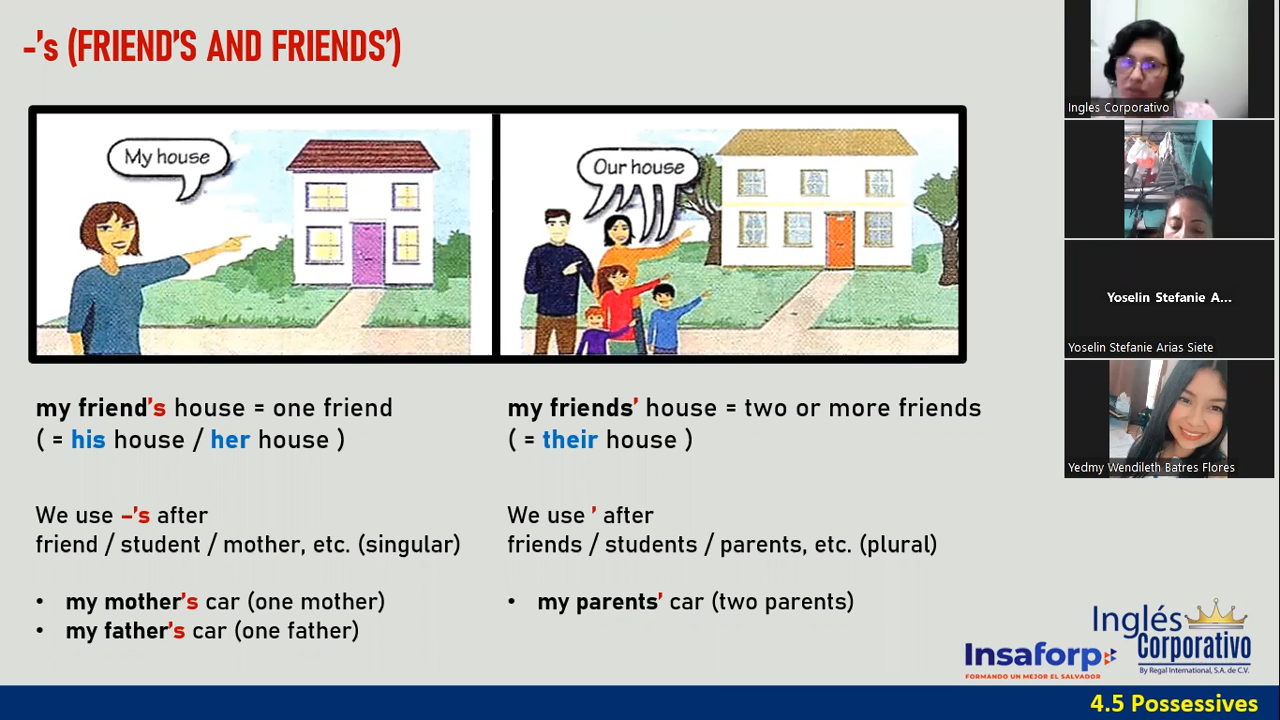 -’s (FRIEND’S AND FRIENDS’)
My house
Our house
my friend’s house = one friend
( = his house / her house )
We use –’s after
friend / student / mother, etc. (singular)
• my mother’s car (one mother)
• my father’s car (one father)
my friends’ house = two or more friends
( = their house )
We use ’ after
friends / students / parents, etc. (plural)
• my parents’ car (two parents)
Inglés Corporativo
Yoselin Stefanie A...
Yoselin Stefanie Arias Siete
Yedmy Wendileth Batres Flores
Insaforp
FORMANDO UN MEJOR EL SALVADOR
Inglés
Corporativo
By Regal International, S.A. de C.V.
4.5 Possessives